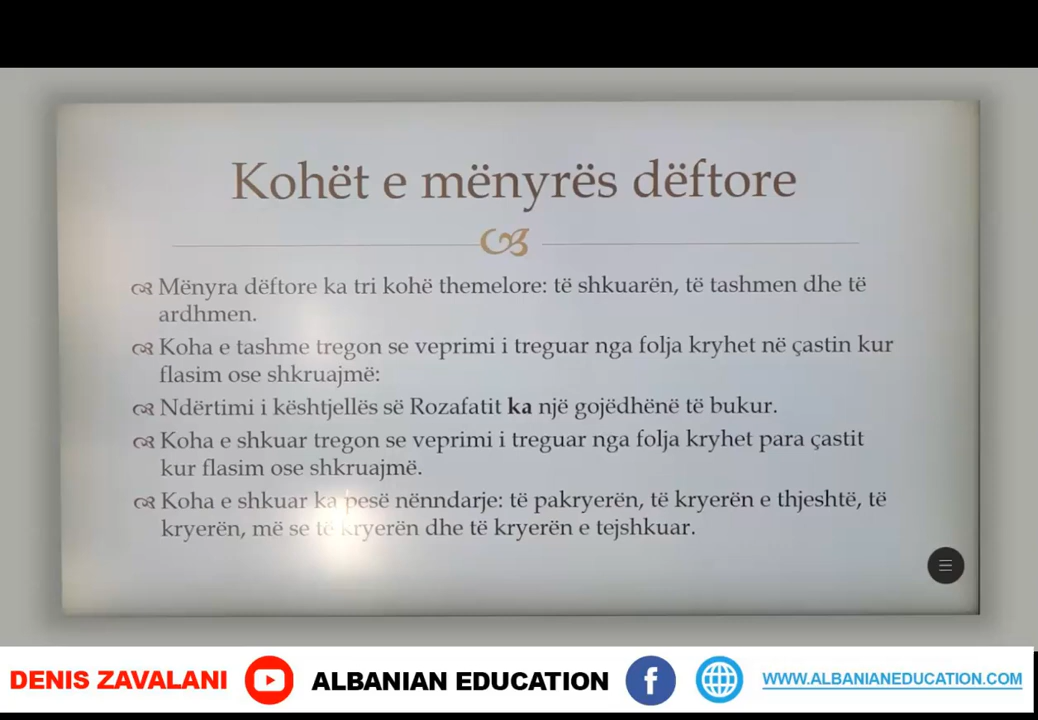 Kohët e mënyrës dëftore
Mënyra dëftore ka tri kohë themelore: të shkuarën, të tashmen dhe të
ardhmen.
Koha e tashme tregon se veprimi i treguar nga folja kryhet në çastin kur
flasim ose shkruajmë:
Ndërtimi i kështjellës së Rozafatit ka një gojëdhënë të bukur.
Koha e shkuar tregon se veprimi i treguar nga folja kryhet para çastit
kur flasim ose shkruajmë.
Koha e shkuar ka pesë nënndarje: të pakryerën, të kryerën e thjeshtë, të
kryerën, më se të kryerën dhe të kryerën e tejshkuar.
DENIS ZAVALANI ALBANIAN EDUCATION WWW.ALBANIANEDUCATION.COM